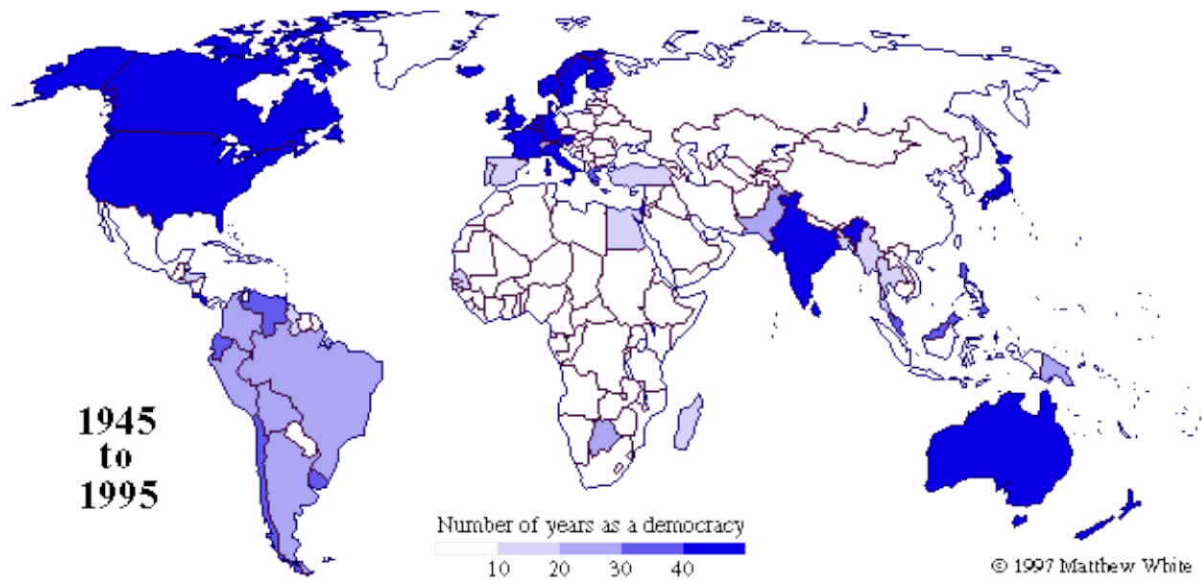 1945
to
1995
Number of years as a democracy
10 20 30 40
© 1997 Matthew White